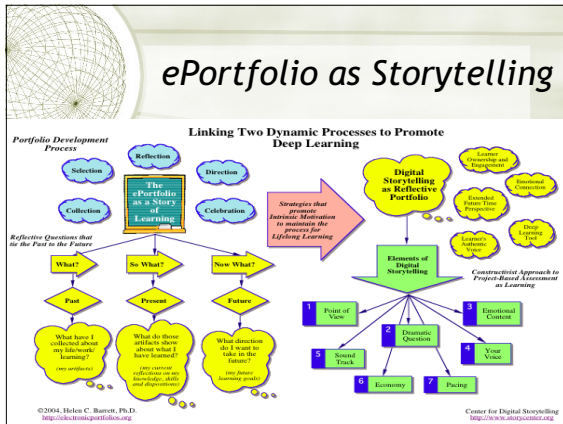 ePortfolio as Storytelling
Linking Two Dynamic Processes to Promote
Deep Learning
Portfolio Development
Process
Reflection
Selection
Direction
Collection
Celebration
The
ePortfolio
as a Story
of
Learning
Reflective Questions that
tie the Past to the Future
What?
So What?
Now What?
Past
Present
Future
What have I
collected about
my life/work/
learning?
(my artifacts)
What do those
artifacts show
about what I
have learned?
(my current
reflections on my
knowledge, skills
and dispositions)
What direction
do I want to
take in the
future?
(my future
learning goals)
Strategies that
promote
Intrinsic Motivation
to maintain the
process for
Lifelong Learning
Digital
Storytelling
as Reflective
Portfolio
Learner
Ownership and
Engagement
Emotional
Connection
Extended
Future Time
Perspective
Deep
Learning
Tool
Learner's
Authentic
Voice
Elements of
Digital
Storytelling
Constructivist Approach to
Project-Based Assessment
as Learning
1 Point of
View
2 Dramatic
Question
3 Emotional
Content
4 Your
Voice
5 Sound
Track
6 Economy
7 Pacing
©2004, Helen C. Barrett, Ph.D.
http://electronicportfolios.org
Center for Digital Storytelling
http://www.storycenter.org